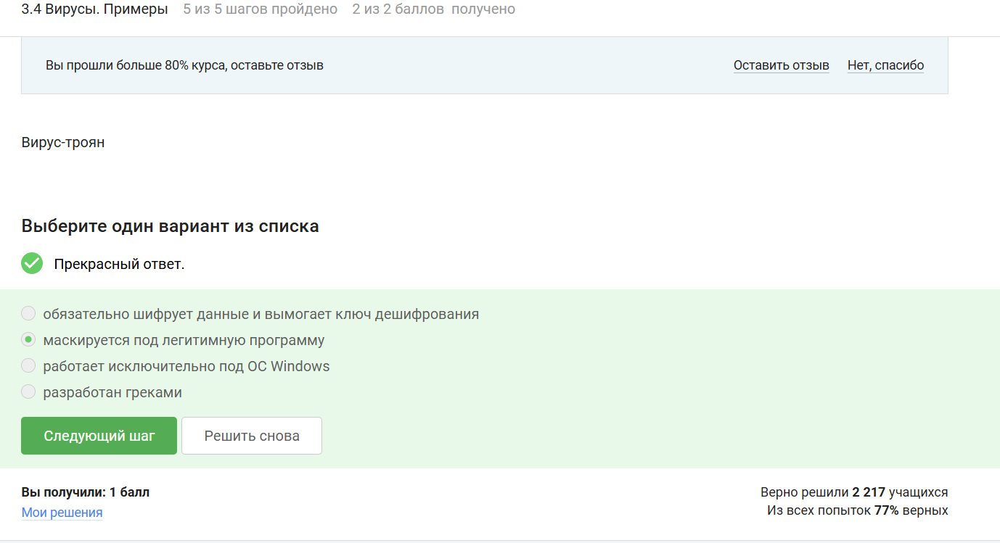 3.4 Вирусы. Примеры 5 из 5 шагов пройдено 2 из 2 баллов получено
Вы прошли больше 80% курса, оставьте отзыв Оставить отзыв Нет, спасибо
Вирус-троян
Выберите один вариант из списка
Прекрасный ответ.
обязательно шифрует данные и вымогает ключ дешифрования
маскируется под легитимную программу
работает исключительно под ОС Windows
разработан греками
Следующий шаг Решить снова
Вы получили: 1 балл Верно решили 2 217 учащихся
Мои решения Из всех попыток 77% верных